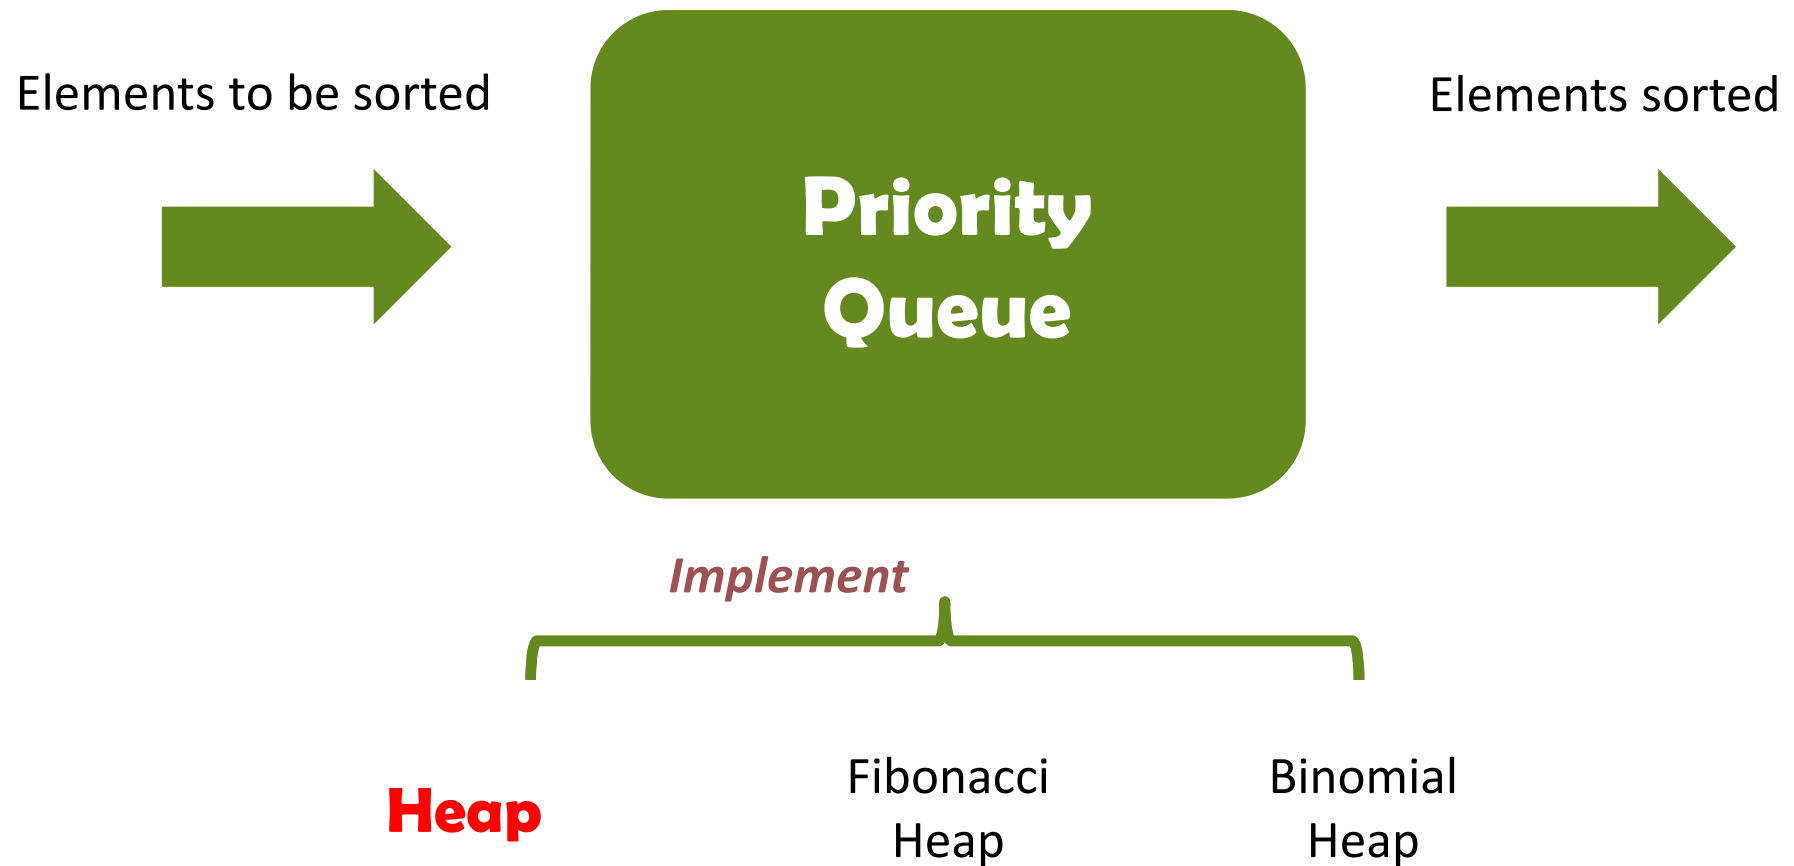 Elements to be sorted
Elements sorted
Priority
Queue
Implement
Heap
Fibonacci
Heap
Binomial
Heap